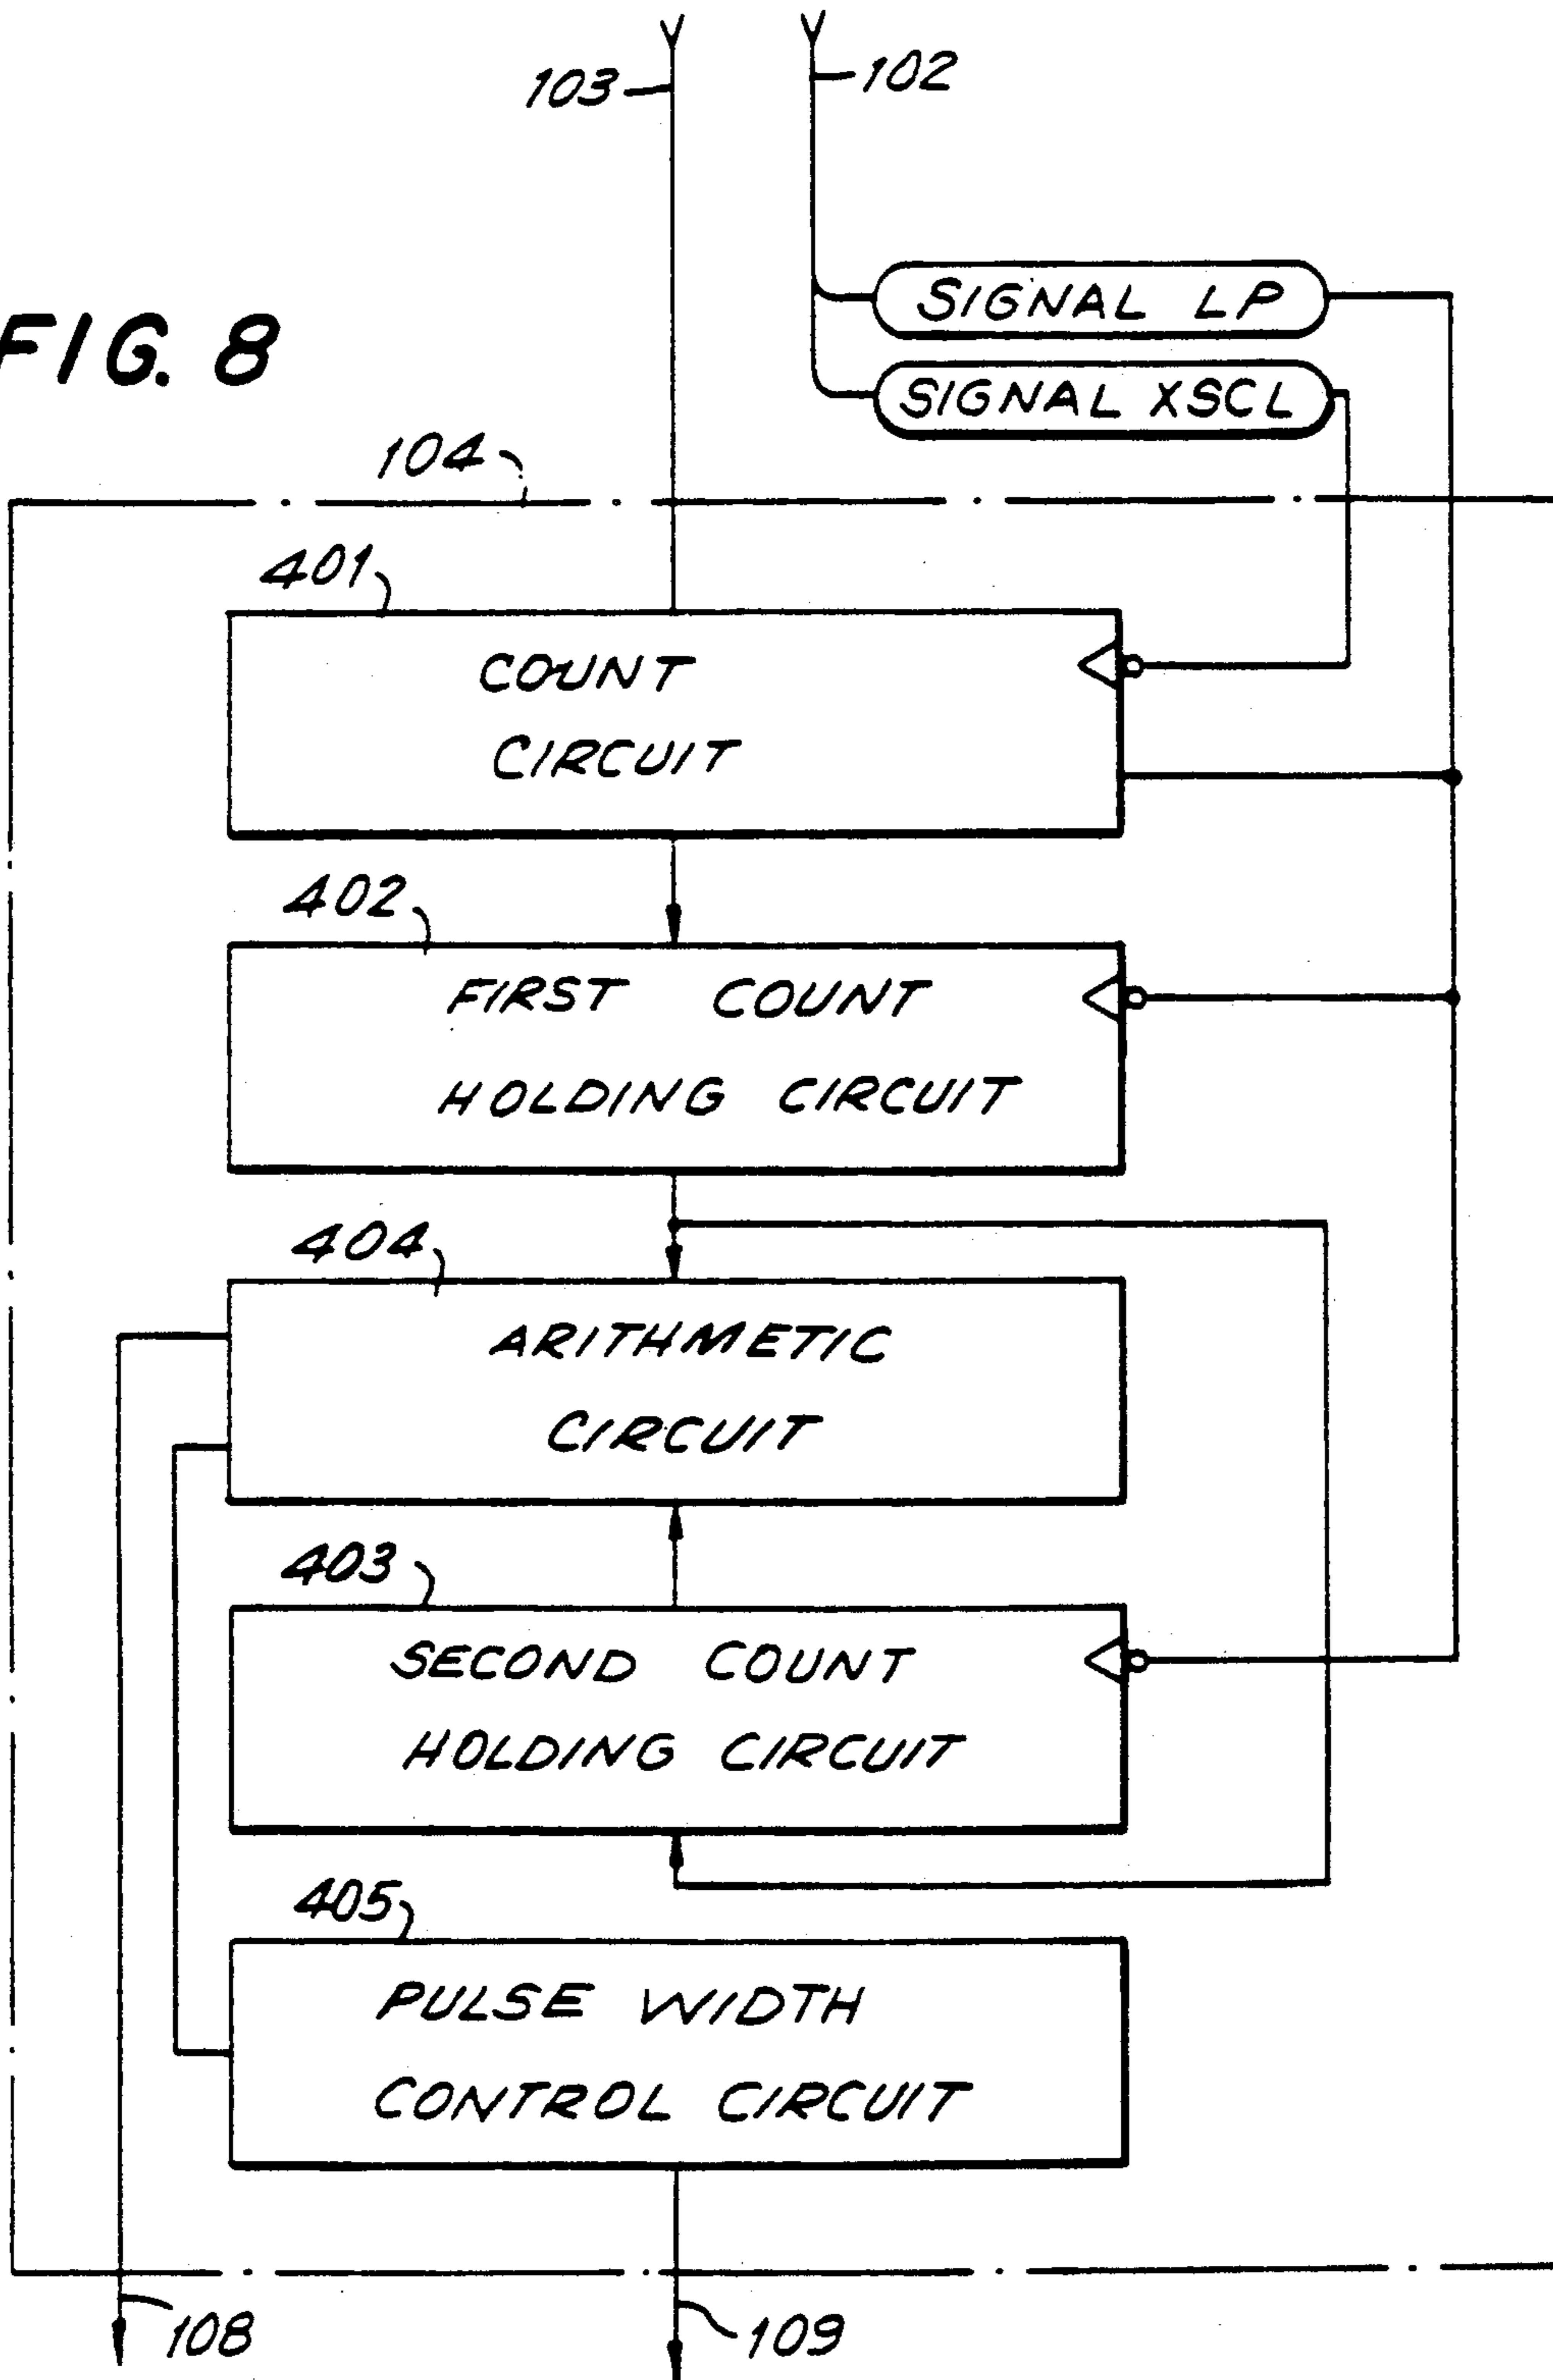 103
102
SIGNAL LP
FIG. 8
SIGNAL XSCL
104
401
COUNT
CIRCUIT
402
FIRST COUNT
HOLDING CIRCUIT
404
ARITHMETIC
CIRCUIT
403
SECOND COUNT
HOLDING CIRCUIT
405
PULSE WIDTH
CONTROL CIRCUIT
108
109